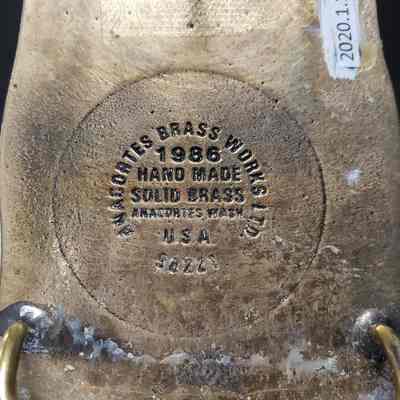 2020.1.
ANACORTES BRASS WORKS LTD.
1986
HAND MADE
SOLID BRASS
ANACORTES WASH.
U.S.A.